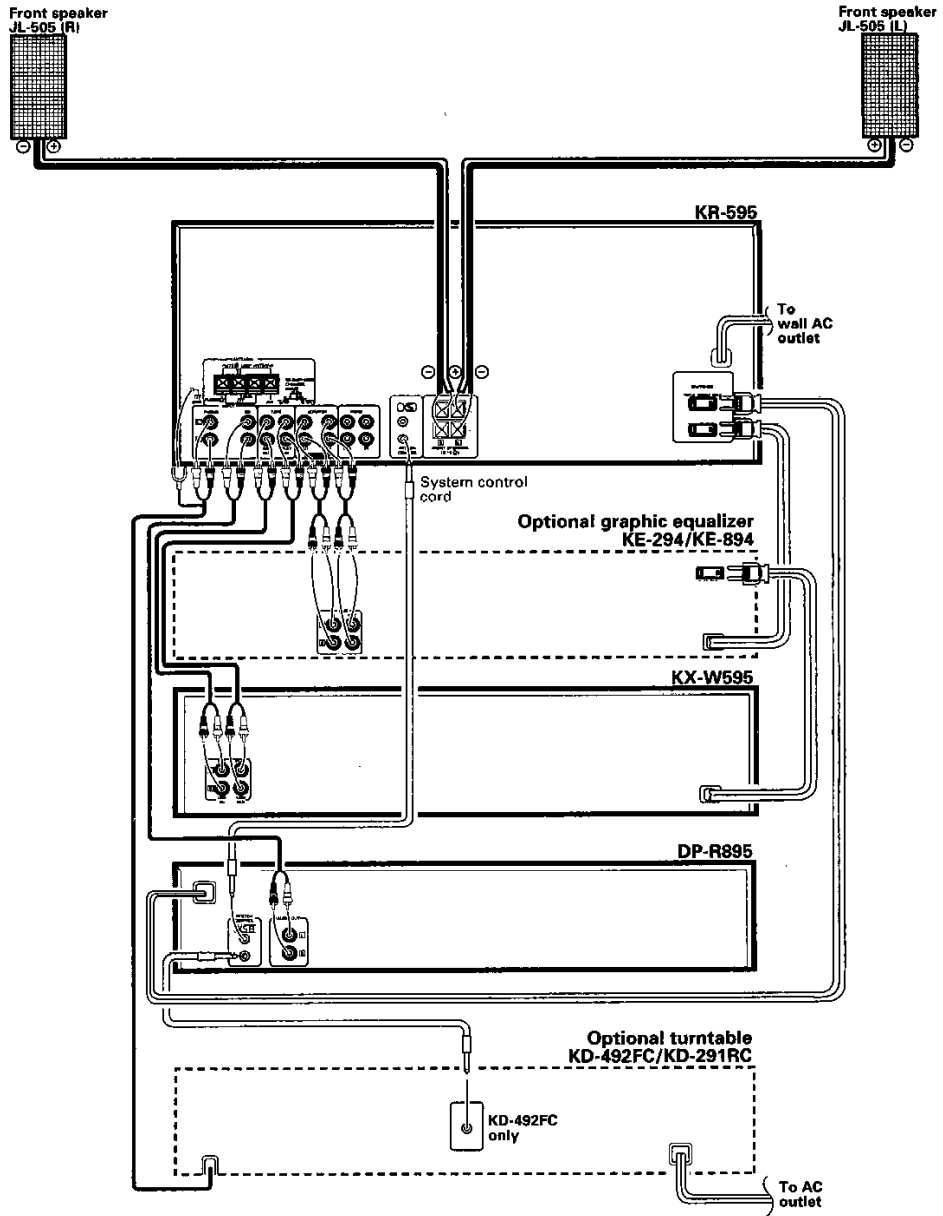 Front speaker
JL-505 (R)
Front speaker
JL-505 (L)
KR-595
To
wall AC
outlet
System control
cord
Optional graphic equalizer
KE-294/KE-894
KX-W595
DP-R895
Optional turntable
KD-492FC/KD-291RC
KD-492FC
only
To AC
outlet